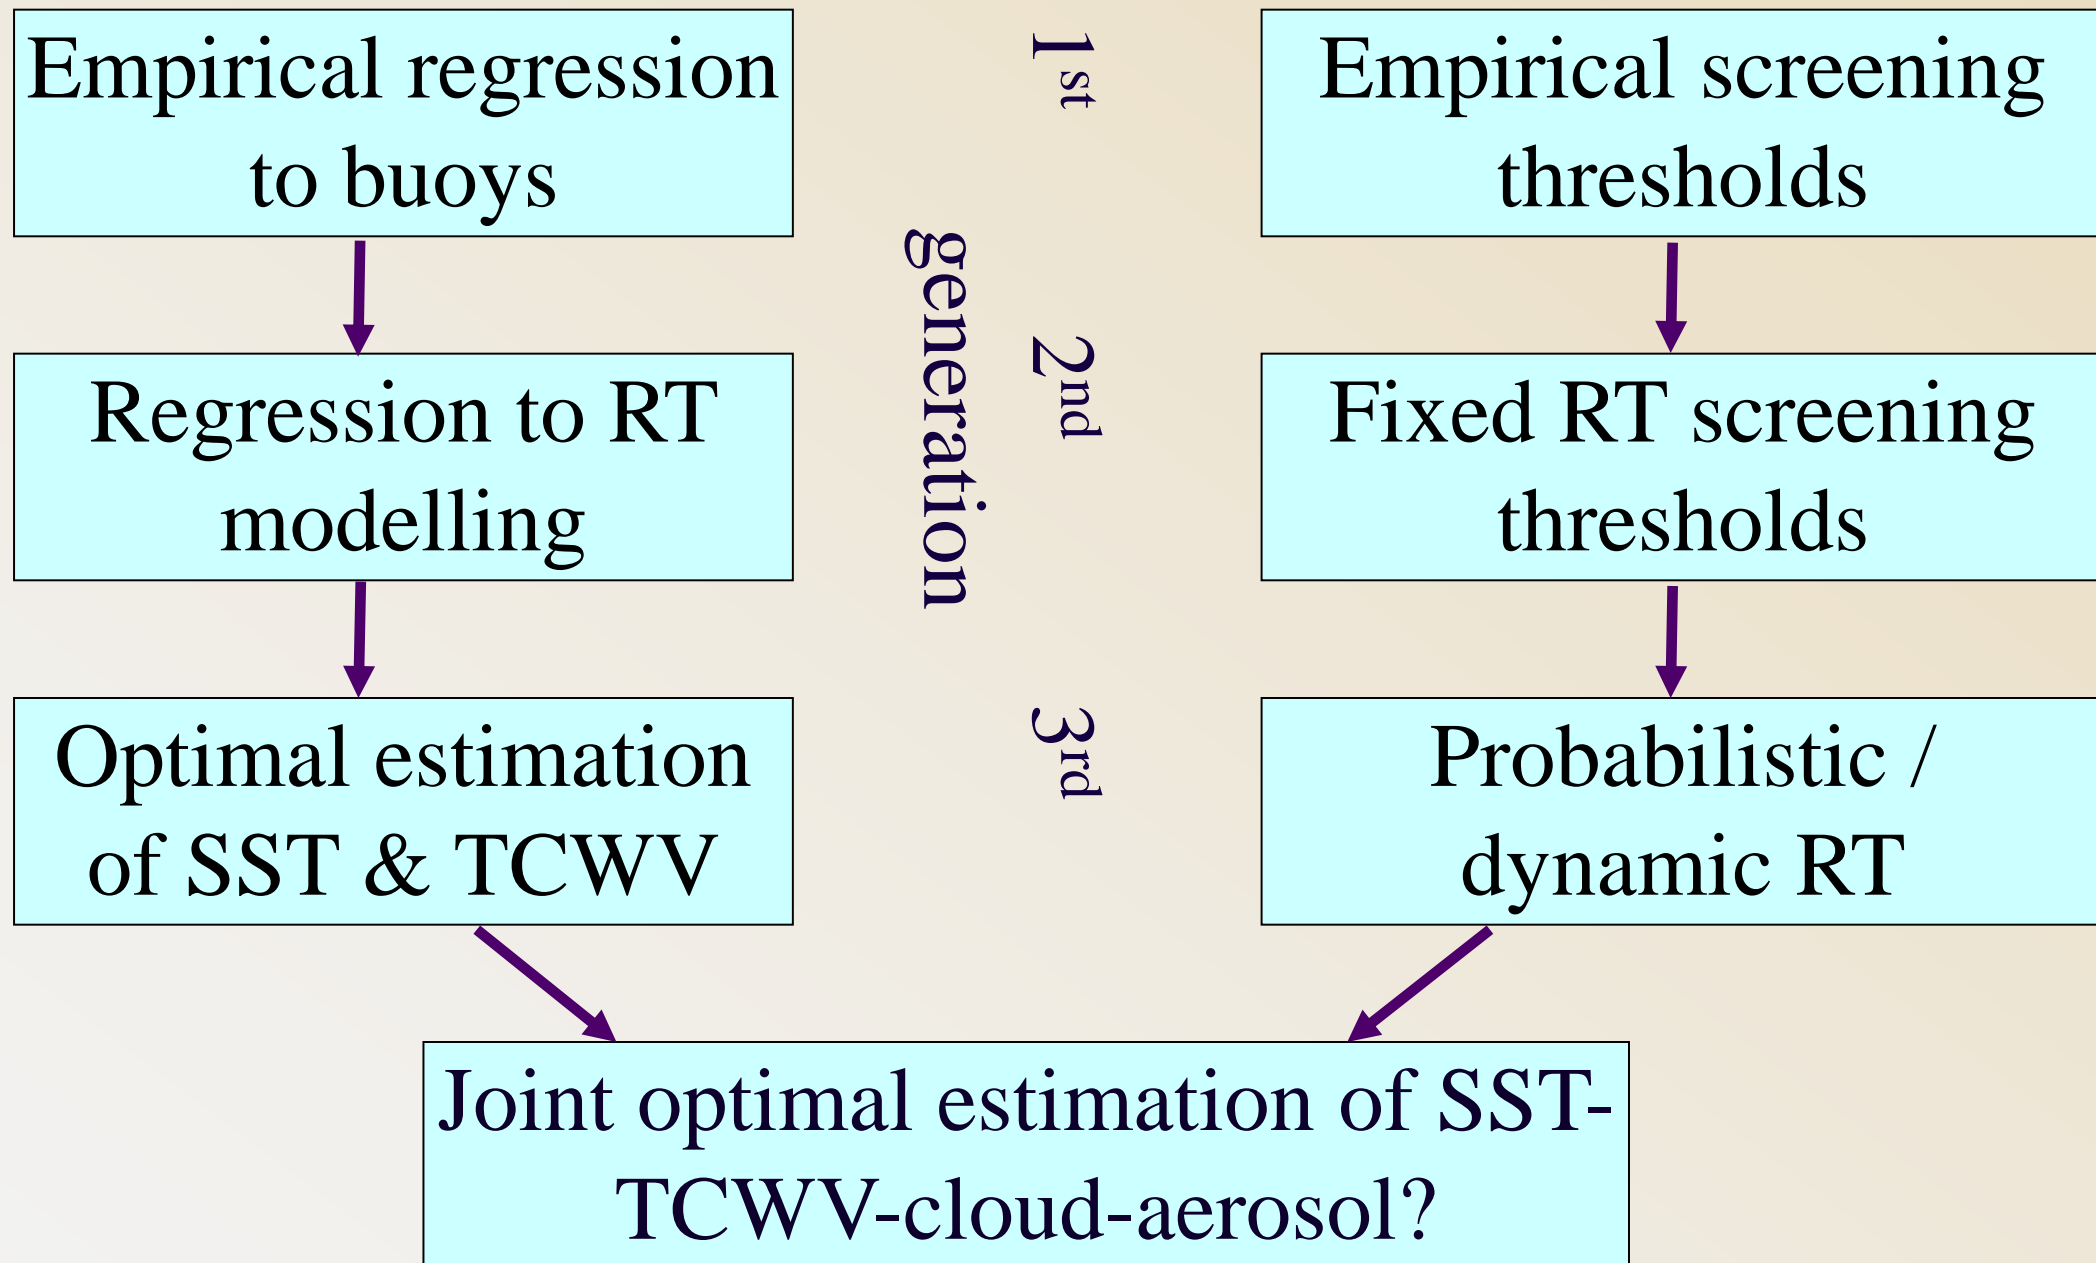 Empirical regression
to buoys
1st
Empirical screening
thresholds
generation
Regression to RT
modelling
2nd
Fixed RT screening
thresholds
Optimal estimation
of SST & TCWV
3rd
Probabilistic /
dynamic RT
Joint optimal estimation of SST-
TCWV-cloud-aerosol?